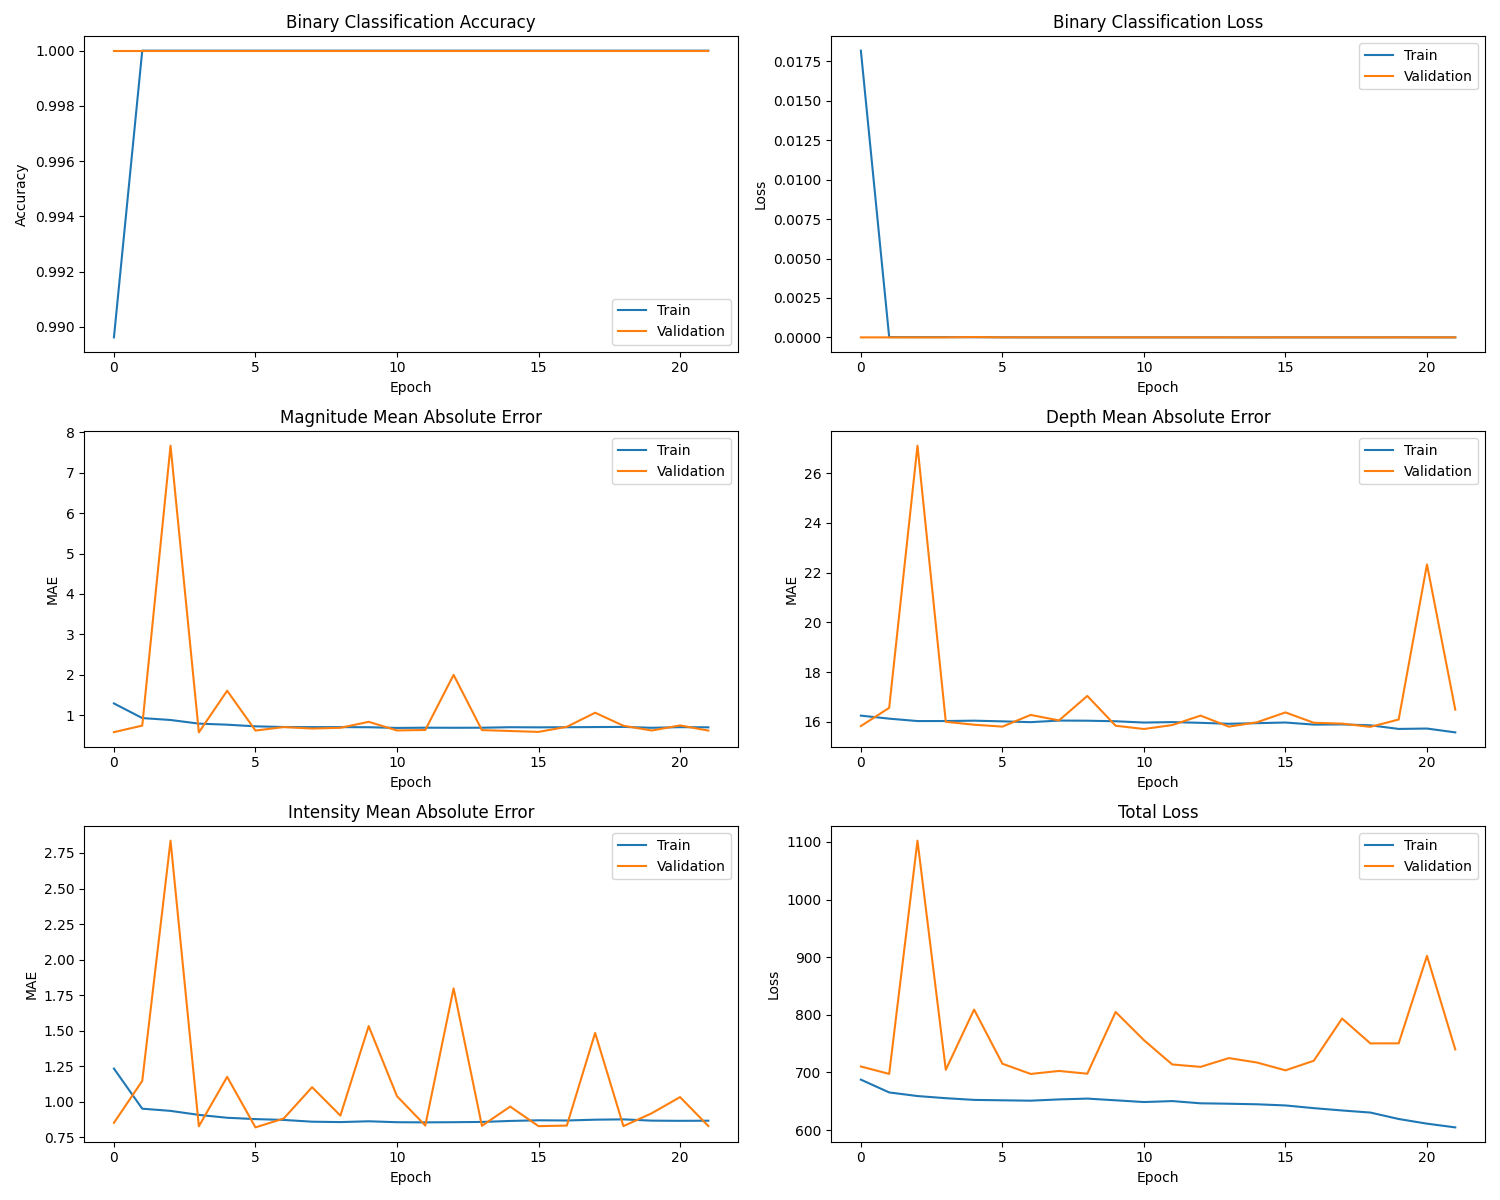 Binary Classification Accuracy
Accuracy
1.000
0.998
0.996
0.994
0.992
0.990
0 5 10 15 20
Epoch
Train
Validation
Binary Classification Loss
Loss
0.0175
0.0150
0.0125
0.0100
0.0075
0.0050
0.0025
0.0000
0 5 10 15 20
Epoch
Train
Validation
Magnitude Mean Absolute Error
MAE
8
7
6
5
4
3
2
1
0 5 10 15 20
Epoch
Train
Validation
Depth Mean Absolute Error
MAE
26
24
22
20
18
16
0 5 10 15 20
Epoch
Train
Validation
Intensity Mean Absolute Error
MAE
2.75
2.50
2.25
2.00
1.75
1.50
1.25
1.00
0.75
0 5 10 15 20
Epoch
Train
Validation
Total Loss
Loss
1100
1000
900
800
700
600
0 5 10 15 20
Epoch
Train
Validation